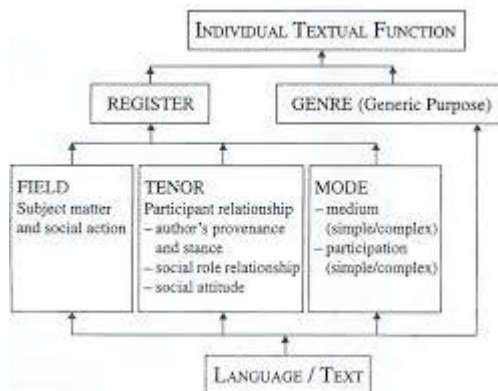 INDIVIDUAL TEXTUAL FUNCTION
REGISTER
GENRE (Generic Purpose)
FIELD
Subject matter
and social action
TENOR
Participant relationship
– author's provenance
and stance
– social role relationship
– social attitude
MODE
– medium
(simple/complex)
– participation
(simple/complex)
LANGUAGE / TEXT